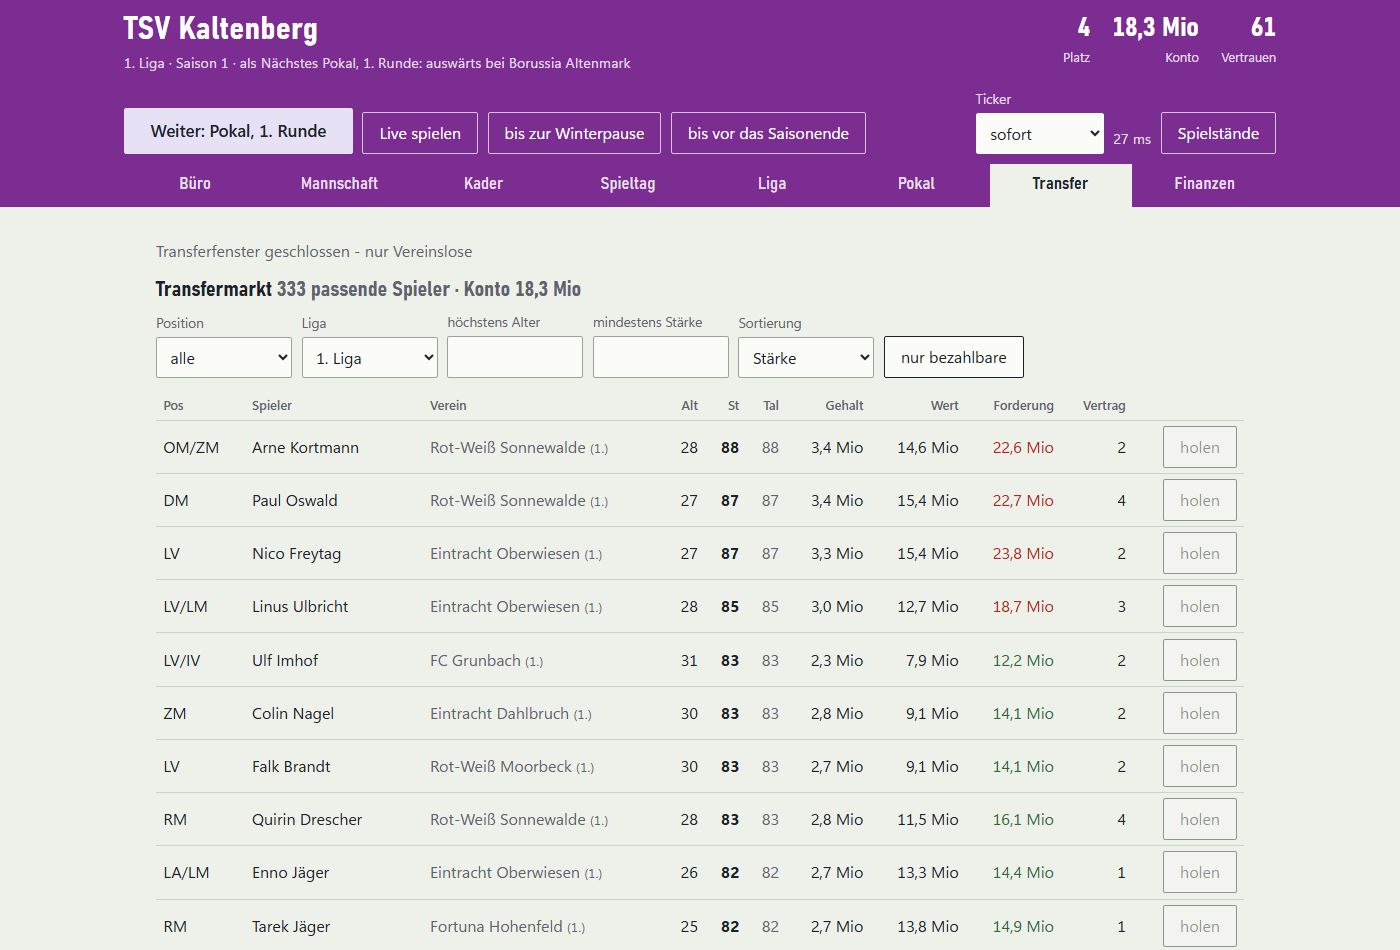 TSV Kaltenberg
1. Liga · Saison 1 · als Nächstes Pokal, 1. Runde: auswärts bei Borussia Altenmark
4 18,3 Mio 61
Platz Konto Vertrauen
Weiter: Pokal, 1. Runde Live spielen bis zur Winterpause bis vor das Saisonende
Ticker
sofort 27 ms Spielstände
Büro Mannschaft Kader Spieltag Liga Pokal Transfer Finanzen
Transferfenster geschlossen - nur Vereinslose
Transfermarkt 333 passende Spieler · Konto 18,3 Mio
Position Liga höchstens Alter mindestens Stärke Sortierung
alle 1. Liga Stärke nur bezahlbare
Pos Spieler Verein Alt St Tal Gehalt Wert Forderung Vertrag
OM/ZM Arne Kortmann Rot-Weiß Sonnewalde (1.) 28 88 88 3,4 Mio 14,6 Mio 22,6 Mio 2 holen
DM Paul Oswald Rot-Weiß Sonnewalde (1.) 27 87 87 3,4 Mio 15,4 Mio 22,7 Mio 4 holen
LV Nico Freytag Eintracht Oberwiesen (1.) 27 87 87 3,3 Mio 15,4 Mio 23,8 Mio 2 holen
LV/LM Linus Ulbricht Eintracht Oberwiesen (1.) 28 85 85 3,0 Mio 12,7 Mio 18,7 Mio 3 holen
LV/IV Ulf Imhof FC Grunbach (1.) 31 83 83 2,3 Mio 7,9 Mio 12,2 Mio 2 holen
ZM Colin Nagel Eintracht Dahlbruch (1.) 30 83 83 2,8 Mio 9,1 Mio 14,1 Mio 2 holen
LV Falk Brandt Rot-Weiß Moorbeck (1.) 30 83 83 2,7 Mio 9,1 Mio 14,1 Mio 2 holen
RM Quirin Drescher Rot-Weiß Sonnewalde (1.) 28 83 83 2,8 Mio 11,5 Mio 16,1 Mio 4 holen
LA/LM Enno Jäger Eintracht Oberwiesen (1.) 26 82 82 2,7 Mio 13,3 Mio 14,4 Mio 1 holen
RM Tarek Jäger Fortuna Hohenfeld (1.) 25 82 82 2,7 Mio 13,8 Mio 14,9 Mio 1 holen